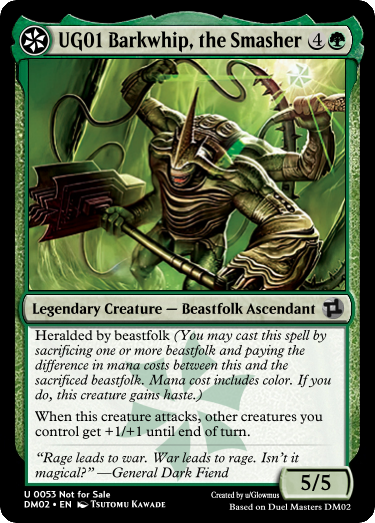 UG01 Barkwhip, the Smasher 4
Legendary Creature — Beastfolk Ascendant
Heralded by beastfolk (You may cast this spell by
sacrificing one or more beastfolk and paying the
difference in mana costs between this and the
sacrificed beastfolk. Mana cost includes color. If you
do, this creature gains haste.)
When this creature attacks, other creatures you
control get +1/+1 until end of turn.
“Rage leads to war. War leads to rage. Isn’t it
magical?” —General Dark Fiend
5/5
U 0053 Not for Sale
DM02 • EN Tsutomu Kawade
Created by u/Glowmus
Based on Duel Masters DM02